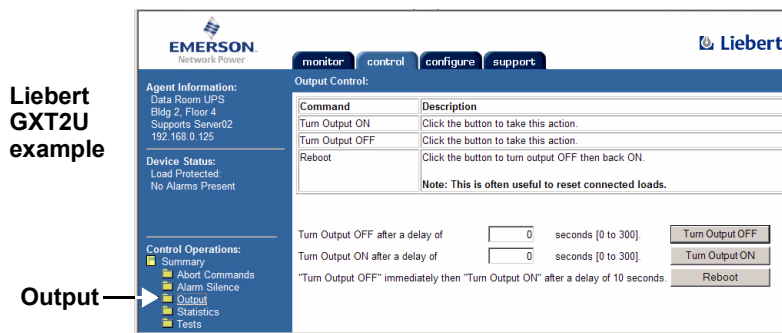 EMERSON.
Network Power
Liebert
monitor control configure support
Liebert
GXT2U
example
Agent Information:
Data Room UPS
Bldg 2, Floor 4
Supports Server02
192.168.0.125
Device Status:
Load Protected:
No Alarms Present
Output Control:
Command Description
Turn Output ON Click the button to take this action.
Turn Output OFF Click the button to take this action.
Reboot Click the button to turn output OFF then back ON.
Note: This is often useful to reset connected loads.
Turn Output OFF after a delay of 0 seconds [0 to 300]. Turn Output OFF
Turn Output ON after a delay of 0 seconds [0 to 300]. Turn Output ON
"Turn Output OFF" immediately then "Turn Output ON" after a delay of 10 seconds. Reboot
Control Operations:
Summary
Abort Commands
Alarm Silence
Output
Statistics
Tests
Output